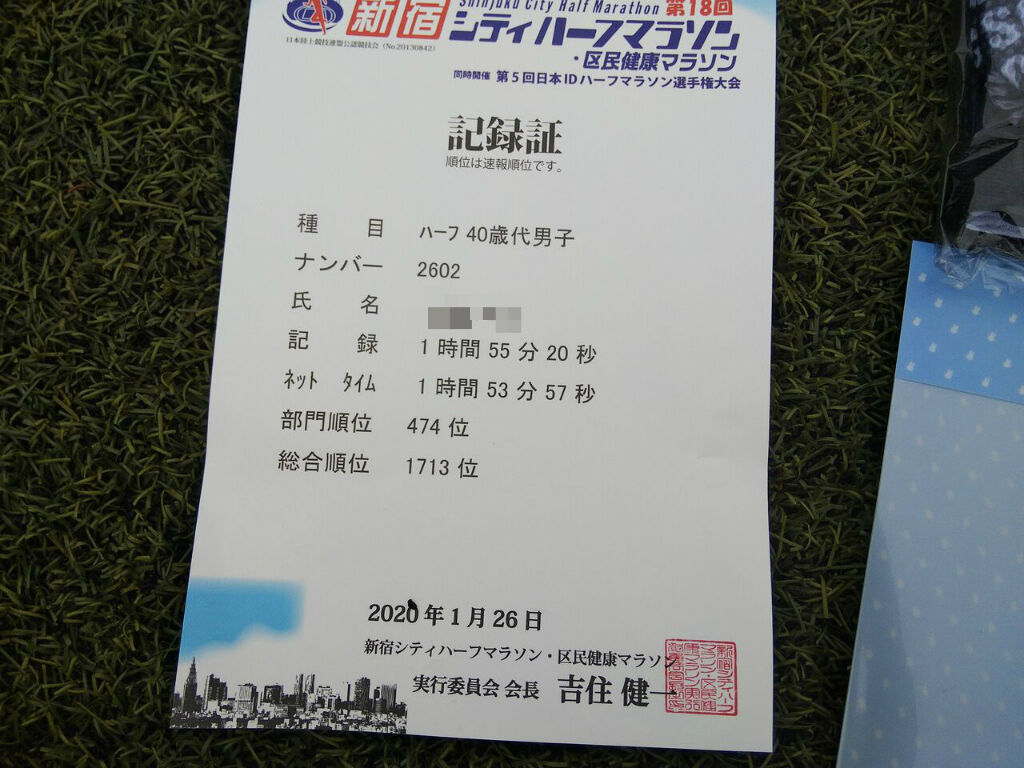 Shinjuku City Half Marathon 第18回
新宿
シティハーフマラソン
・区民健康マラソン
日本陸上競技連盟公認競技会 (No.20130842)
同時開催 第5回日本IDハーフマラソン選手権大会
記録証
順位は速報順位です。
種 目 ハーフ 40歳代男子
ナンバー 2602
氏 名
記 録 1 時間 55 分 20 秒
ネット タイム 1 時間 53 分 57 秒
部門順位 474 位
総合順位 1713 位
2020 年 1 月 26 日
新宿シティハーフマラソン・区民健康マラソン
実行委員会 会長 吉住 健一